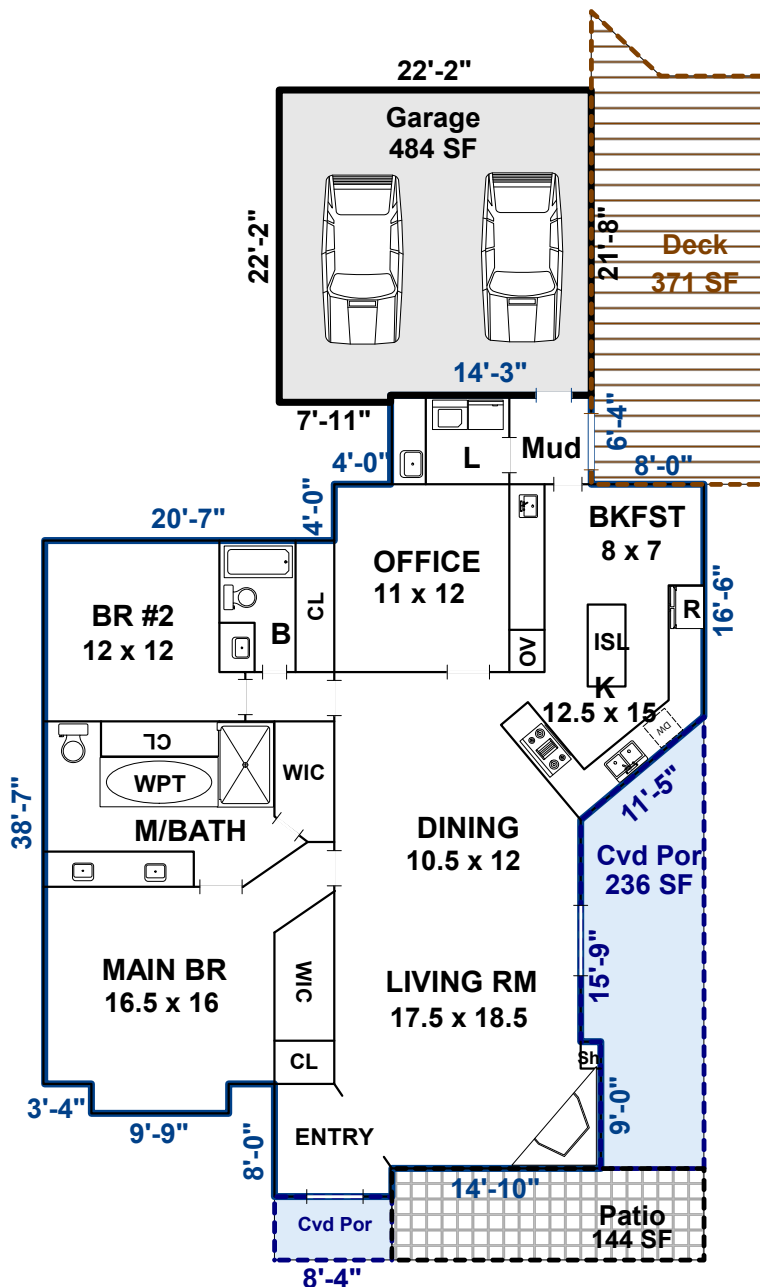 22'-2"
Garage
484 SF
22'-2"
21'-8"
Deck
371 SF
14'-3"
7'-11"
6'-4"
Mud
L
4'-0"
8'-0"
4'-0"
20'-7"
BKFST
8 x 7
OFFICE
11 x 12
16'-6"
BR #2
12 x 12
CL
B
R
ISL
OV
K
12.5 x 15
DW
CL
WIC
WPT
38'-7"
M/BATH
11'-5"
DINING
10.5 x 12
Cvd Por
236 SF
MAIN BR
16.5 x 16
WIC
LIVING RM
17.5 x 18.5
15'-9"
CL
Sh
3'-4"
9'-9"
8'-0"
ENTRY
9'-0"
14'-10"
Cvd Por
Patio
144 SF
8'-4"